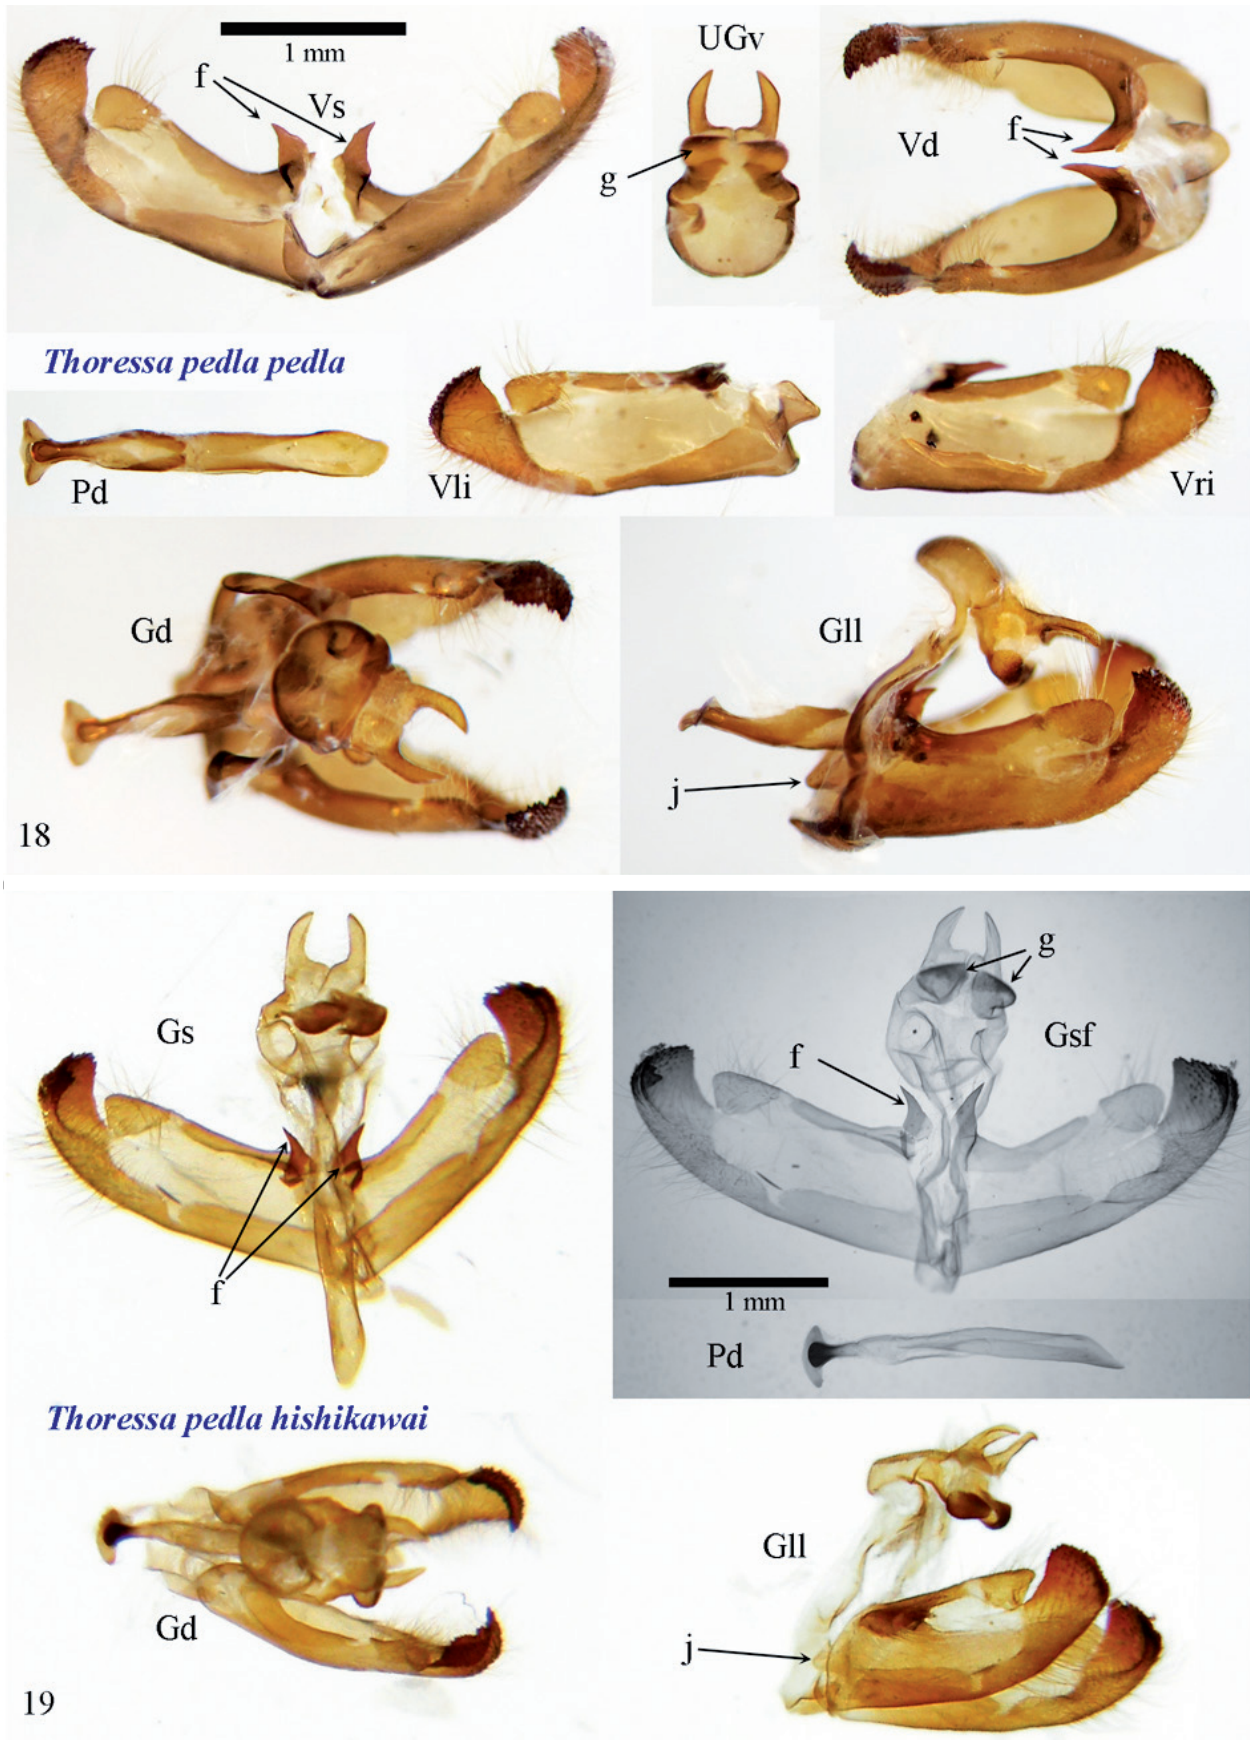 1 mm
f
Vs
UGv
g
Vd
f
Thoressa pedla pedla
Pd
Vli
Vri
Gd
Gll
j
18
Gs
g
Gsf
f
f
1 mm
Pd
Thoressa pedla hishikawai
Gll
Gd
j
19